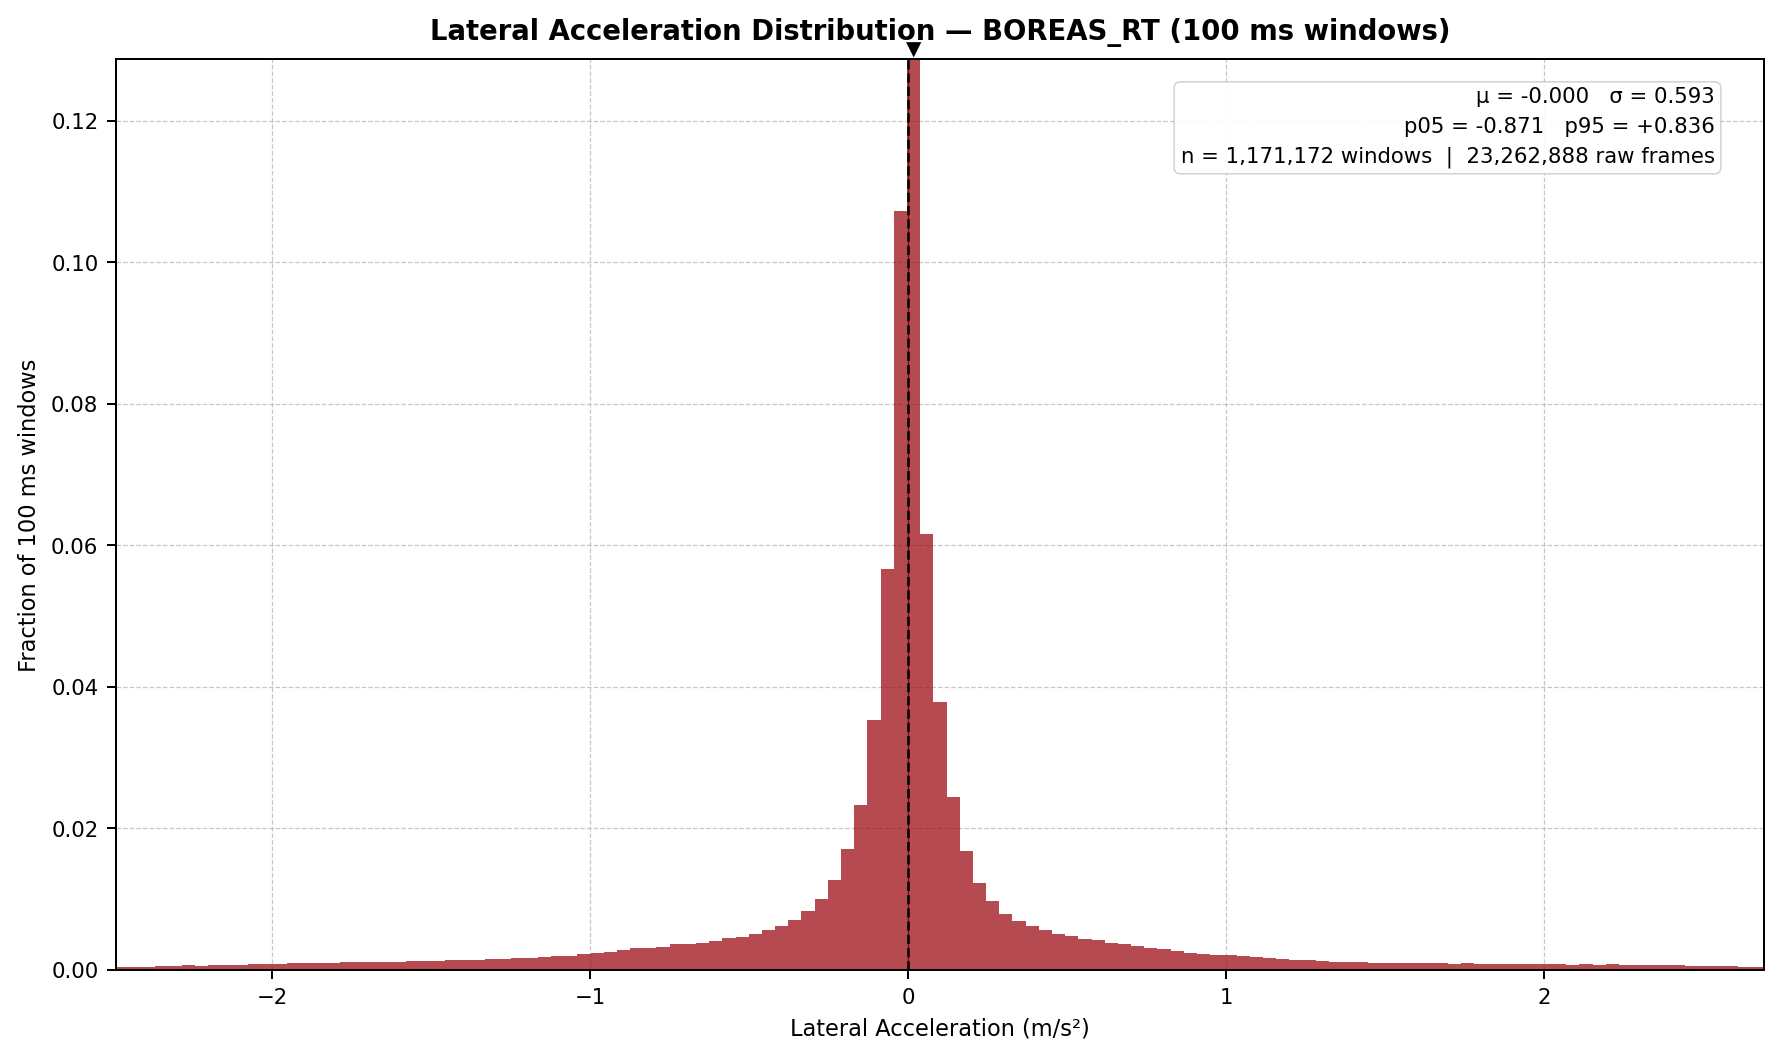 Lateral Acceleration Distribution — BOREAS_RT (100 ms windows)
μ = -0.000   σ = 0.593
p05 = -0.871   p95 = +0.836
n = 1,171,172 windows  |  23,262,888 raw frames
Fraction of 100 ms windows
0.12
0.10
0.08
0.06
0.04
0.02
0.00
−2
−1
0
1
2
Lateral Acceleration (m/s²)